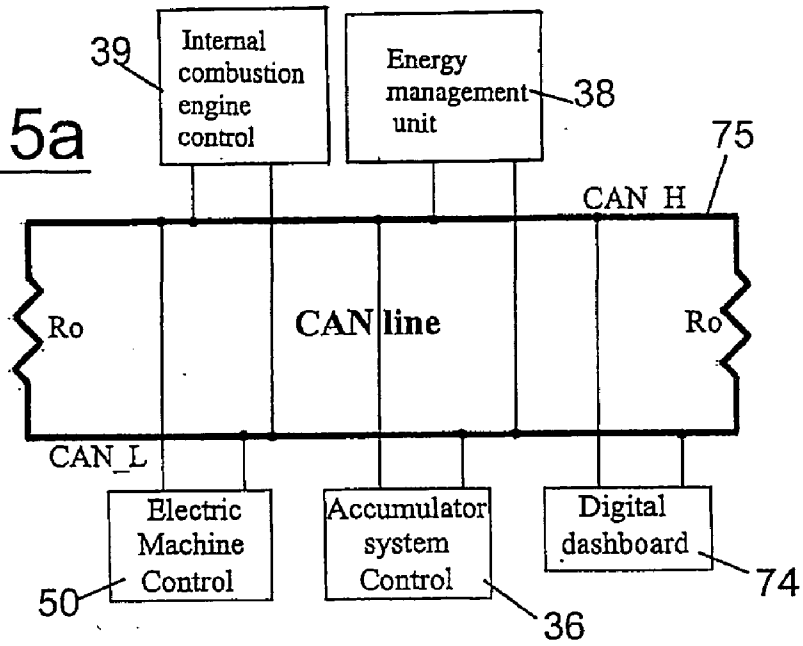 5a
39
Internal
combustion
engine
control
Energy
management
unit
38
75
CAN_H
Ro
CAN line
Ro
CAN_L
Electric
Machine
Control
50
Accumulator
system
Control
36
Digital
dashboard
74